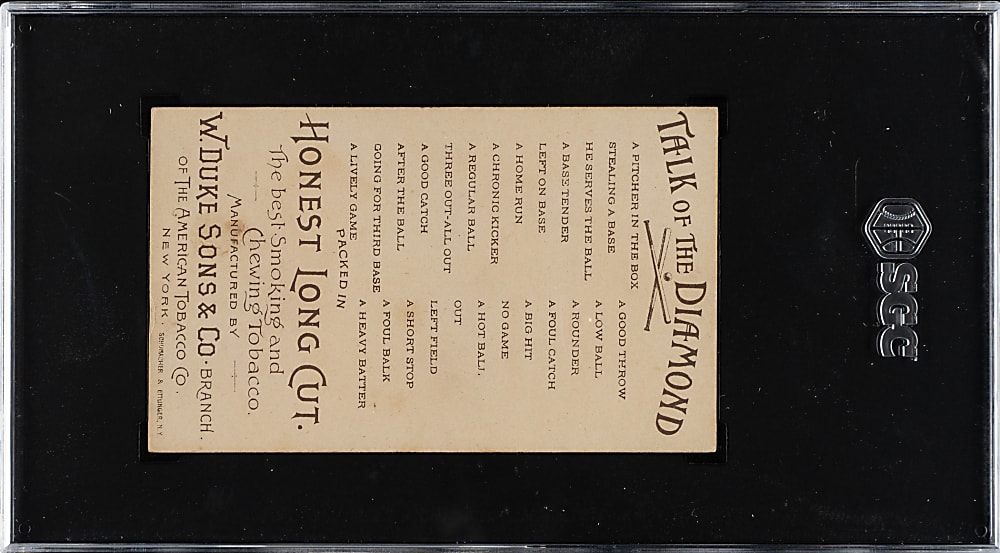 TALK OF THE DIAMOND
A PITCHER IN THE BOX
STEALING A BASE
HE SERVES THE BALL
A BASE TENDER
LEFT ON BASE
A HOME RUN
A CHRONIC KICKER
A REGULAR BALL
THREE OUT-ALL OUT
A GOOD CATCH
AFTER THE BALL
GOING FOR THIRD BASE
A LIVELY GAME
A GOOD THROW
A LOW BALL
A ROUNDER
A FOUL CATCH
A BIG HIT
NO GAME
A HOT BALL.
OUT
LEFT FIELD
A SHORT STOP
A FOUL BALK
A HEAVY BATTER
PACKED IN
HONEST LONG CUT.
The best Smoking and
Chewing Tobacco.
MANUFACTURED BY
W. DUKE SONS & CO. BRANCH.
OF THE AMERICAN TOBACCO CO.
NEW YORK. SCHUMACHER & ETTLINGER, N.Y.
SGC